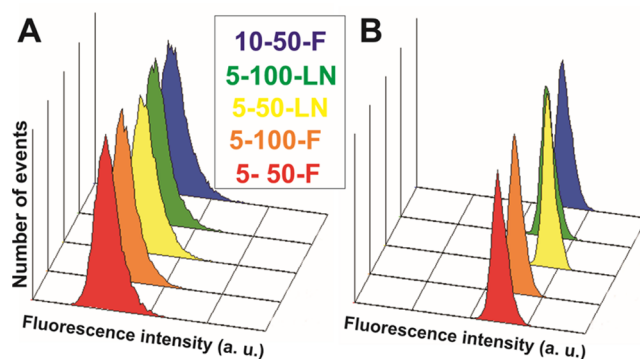 A
B
10-50-F
5-100-LN
5-50-LN
5-100-F
5- 50-F
Number of events
Fluorescence intensity (a. u.)
Fluorescence intensity (a. u.)